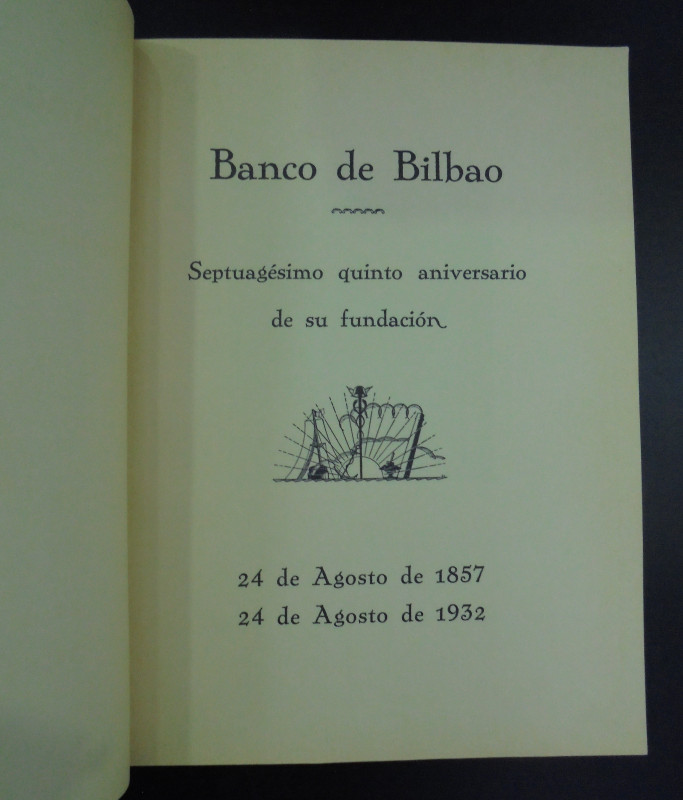 Banco de Bilbao
Septuagésimo quinto aniversario
de su fundación
24 de Agosto de 1857
24 de Agosto de 1932